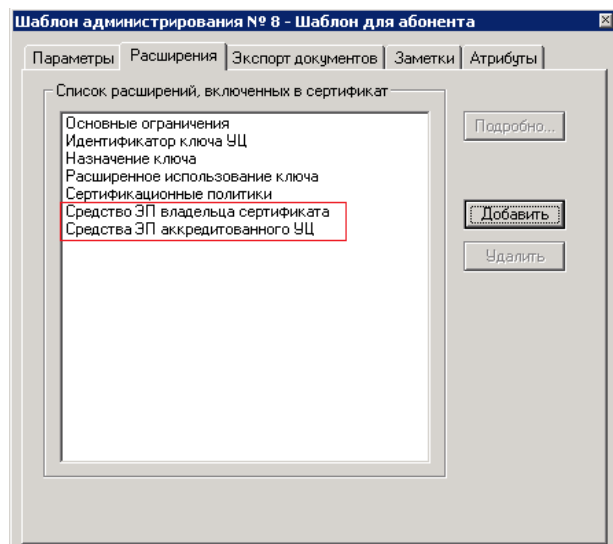 Шаблон администрирования № 8 - Шаблон для абонента
Параметры Расширения Экспорт документов Заметки Атрибуты
Список расширений, включенных в сертификат
Основные ограничения
Идентификатор ключа УЦ
Назначение ключа
Расширенное использование ключа
Сертификационные политики
Средство ЭП владельца сертификата
Средства ЭП аккредитованного УЦ
Подробно...
Добавить
Удалить